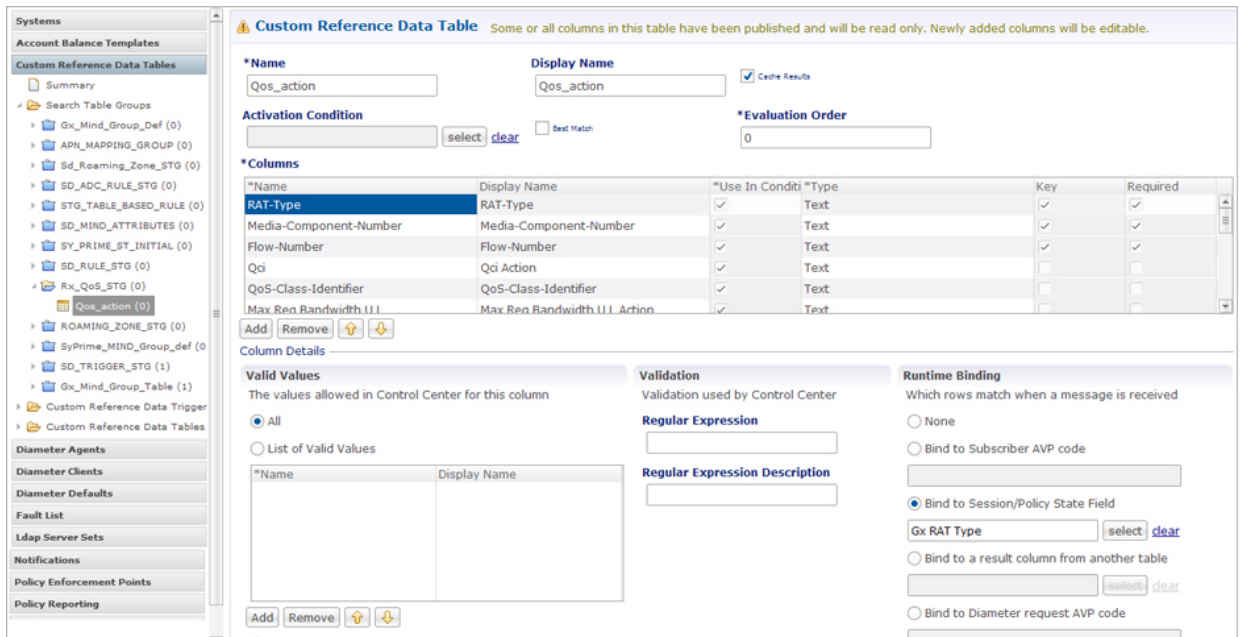 Systems
Account Balance Templates
Custom Reference Data Tables
Summary
Search Table Groups
Gx_Mind_Group_Def (0)
APN_MAPPING_GROUP (0)
Sd_Roaming_Zone_STG (0)
SD_ADC_RULE_STG (0)
STG_TABLE_BASED_RULE (0)
SD_MIND_ATTRIBUTES (0)
SY_PRIME_ST_INITIAL (0)
SD_RULE_STG (0)
Rx_QoS_STG (0)
Qos_action (0)
ROAMING_ZONE_STG (0)
SyPrime_MIND_Group_def (0
SD_TRIGGER_STG (1)
Gx_Mind_Group_Table (1)
Custom Reference Data Trigger
Custom Reference Data Tables
Diameter Agents
Diameter Clients
Diameter Defaults
Fault List
Ldap Server Sets
Notifications
Policy Enforcement Points
Policy Reporting
Custom Reference Data Table Some or all columns in this table have been published and will be read only. Newly added columns will be editable.
*Name Display Name
Qos_action Qos_action Cache Results
Activation Condition *Evaluation Order
select clear Best Match 0
*Columns
*Name Display Name *Use In Conditi *Type Key Required
RAT-Type RAT-Type Text
Media-Component-Number Media-Component-Number Text
Flow-Number Flow-Number Text
Qci Qci Action Text
QoS-Class-Identifier QoS-Class-Identifier Text
Max Req Bandwidth U L Max Req Bandwidth U L Action Text
Add Remove
Column Details
Valid Values
The values allowed in Control Center for this column
All
List of Valid Values
*Name Display Name
Add Remove
Validation
Validation used by Control Center
Regular Expression
Regular Expression Description
Runtime Binding
Which rows match when a message is received
None
Bind to Subscriber AVP code
Bind to Session/Policy State Field
Gx RAT Type select clear
Bind to a result column from another table
select clear
Bind to Diameter request AVP code